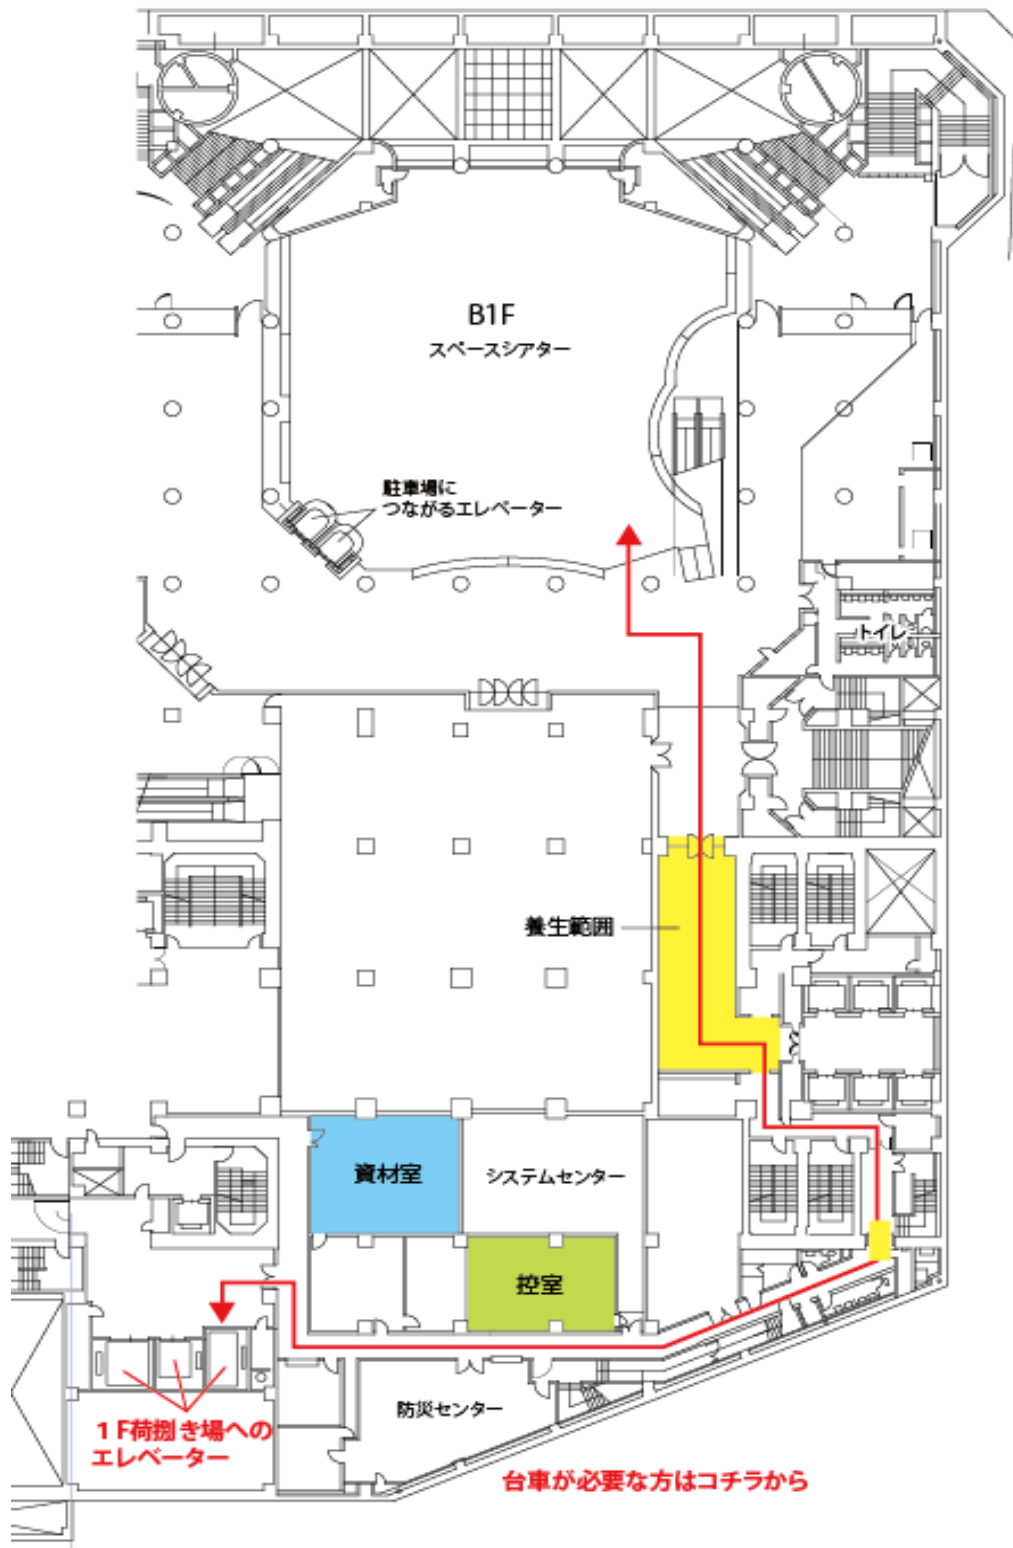 B1F
スペースシアター
駐車場に
つながるエレベーター
トイレ
養生範囲
資材室
システムセンター
控室
防災センター
１F荷捌き場への
エレベーター
台車が必要な方はコチラから